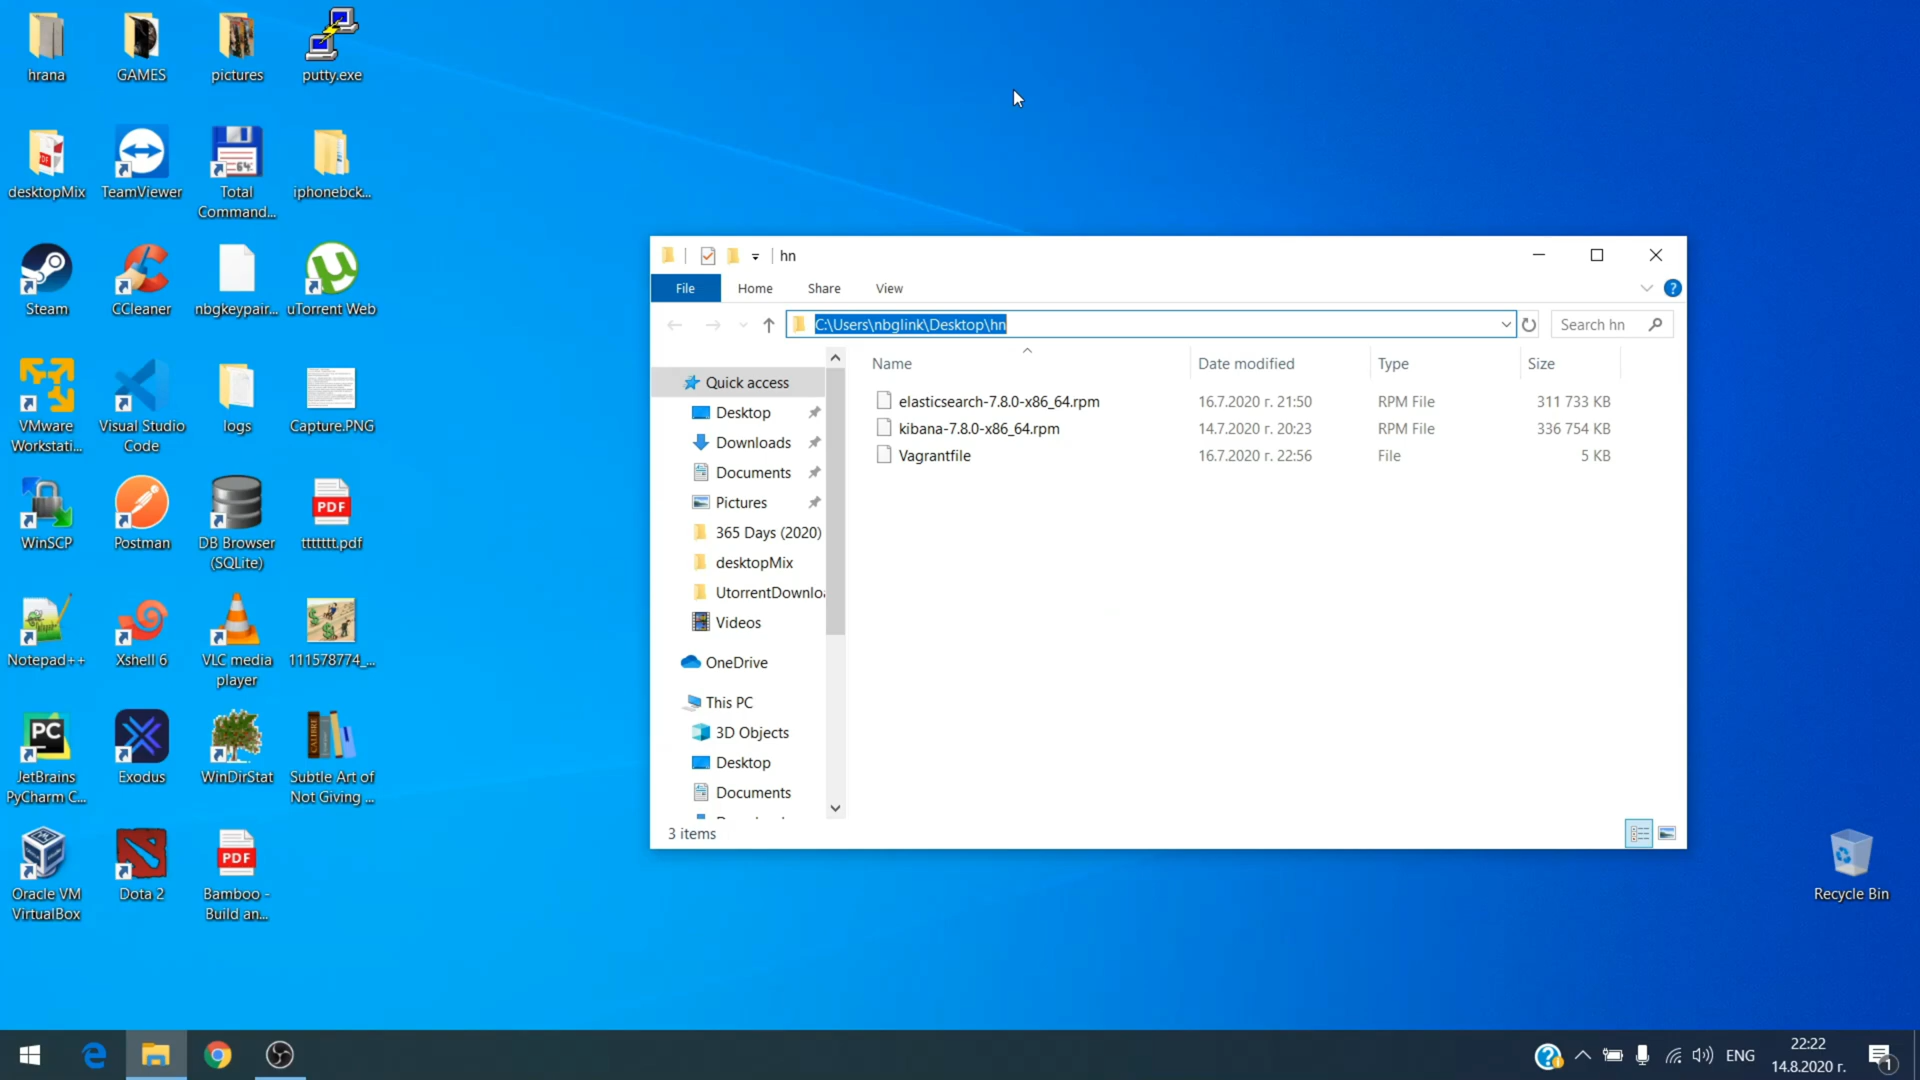 hrana
GAMES
pictures
putty.exe
desktopMix
TeamViewer
Total
Command...
iphonebck...
Steam
CCleaner
nbgkeypair...
uTorrent Web
VMware
Workstati...
Visual Studio
Code
logs
Capture.PNG
WinSCP
Postman
DB Browser
(SQLite)
ttttttt.pdf
Notepad++
Xshell 6
VLC media
player
111578774_...
JetBrains
PyCharm C...
Exodus
WinDirStat
Subtle Art of
Not Giving ...
Oracle VM
VirtualBox
Dota 2
Bamboo -
Build an...
Recycle Bin
hn
File
Home
Share
View
C:\Users\nbglink\Desktop\hn
Search hn
Quick access
Desktop
Downloads
Documents
Pictures
365 Days (2020)
desktopMix
UtorrentDownlo
Videos
OneDrive
This PC
3D Objects
Desktop
Documents
Name
Date modified
Type
Size
elasticsearch-7.8.0-x86_64.rpm
16.7.2020 г. 21:50
RPM File
311 733 KB
kibana-7.8.0-x86_64.rpm
14.7.2020 г. 20:23
RPM File
336 754 KB
Vagrantfile
16.7.2020 г. 22:56
File
5 KB
3 items
ENG
22:22
14.8.2020 г.
1
PDF
PDF
PDF
PC
64
CALIBRE